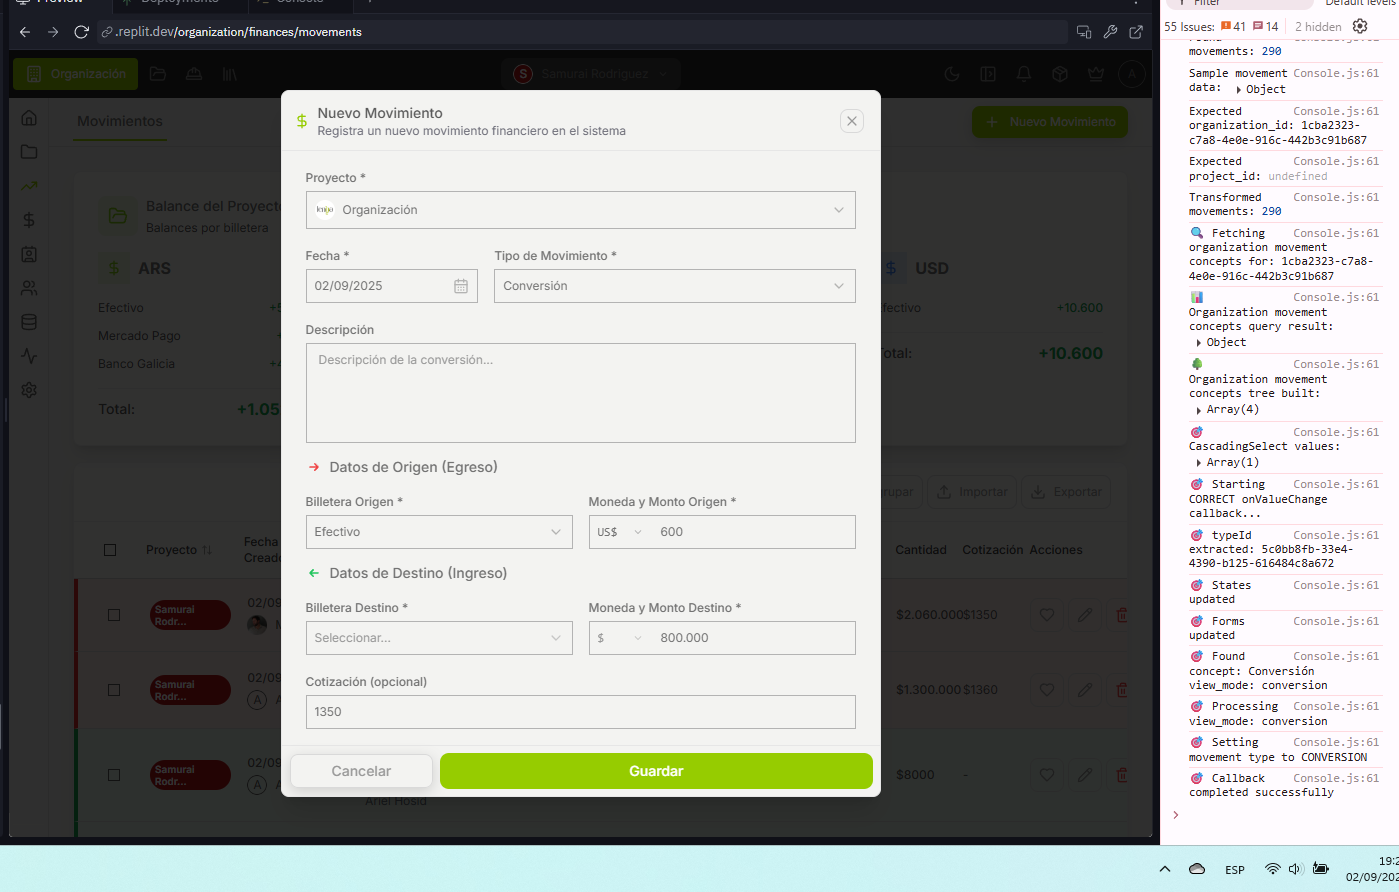 Preview
Deployments
Console
.replit.dev/organization/finances/movements
Organización
S
Samurai Rodriguez
A
Movimientos
Nuevo Movimiento
Balance del Proyecto
Balances por billetera
$ ARS
Efectivo
Mercado Pago
Banco Galicia
Total:
+1.05
$ USD
fectivo
+10.600
otal:
+10.600
$
Nuevo Movimiento
Registra un nuevo movimiento financiero en el sistema
Proyecto *
Organización
Fecha *
Tipo de Movimiento *
02/09/2025
Conversión
Descripción
Descripción de la conversión...
Datos de Origen (Egreso)
Billetera Origen *
Moneda y Monto Origen *
Efectivo
US$
600
Datos de Destino (Ingreso)
Billetera Destino *
Moneda y Monto Destino *
Seleccionar...
$
800.000
Cotización (opcional)
1350
Cancelar
Guardar
rupar
Importar
Exportar
Proyecto
Fecha
Creado
Cantidad
Cotización
Acciones
Samurai
Rodr...
02/09
$2.060.000
$1350
Samurai
Rodr...
02/09
A
$1.300.000
$1360
Samurai
Rodr...
02/09
A
$8000
-
Ariel Hosid
Filter
Default levels
55 Issues:
41
14
2 hidden
movements: 290
Sample movement
Console.js:61
data:
Object
Expected
Console.js:61
organization_id: 1cba2323-
c7a8-4e0e-916c-442b3c91b687
Expected
Console.js:61
project_id: undefined
Transformed
Console.js:61
movements: 290
Fetching
Console.js:61
organization movement
concepts for: 1cba2323-c7a8-
4e0e-916c-442b3c91b687
Console.js:61
Organization movement
concepts query result:
Object
Console.js:61
Organization movement
concepts tree built:
Array(4)
Console.js:61
CascadingSelect values:
Array(1)
Starting
Console.js:61
CORRECT onValueChange
callback...
typeId
Console.js:61
extracted: 5c0bb8fb-33e4-
4390-b125-616484c8a672
States
Console.js:61
updated
Forms
Console.js:61
updated
Found
Console.js:61
concept: Conversión
view_mode: conversion
Processing
Console.js:61
view_mode: conversion
Setting
Console.js:61
movement type to CONVERSION
Callback
Console.js:61
completed successfully
ESP
19:2
02/09/202